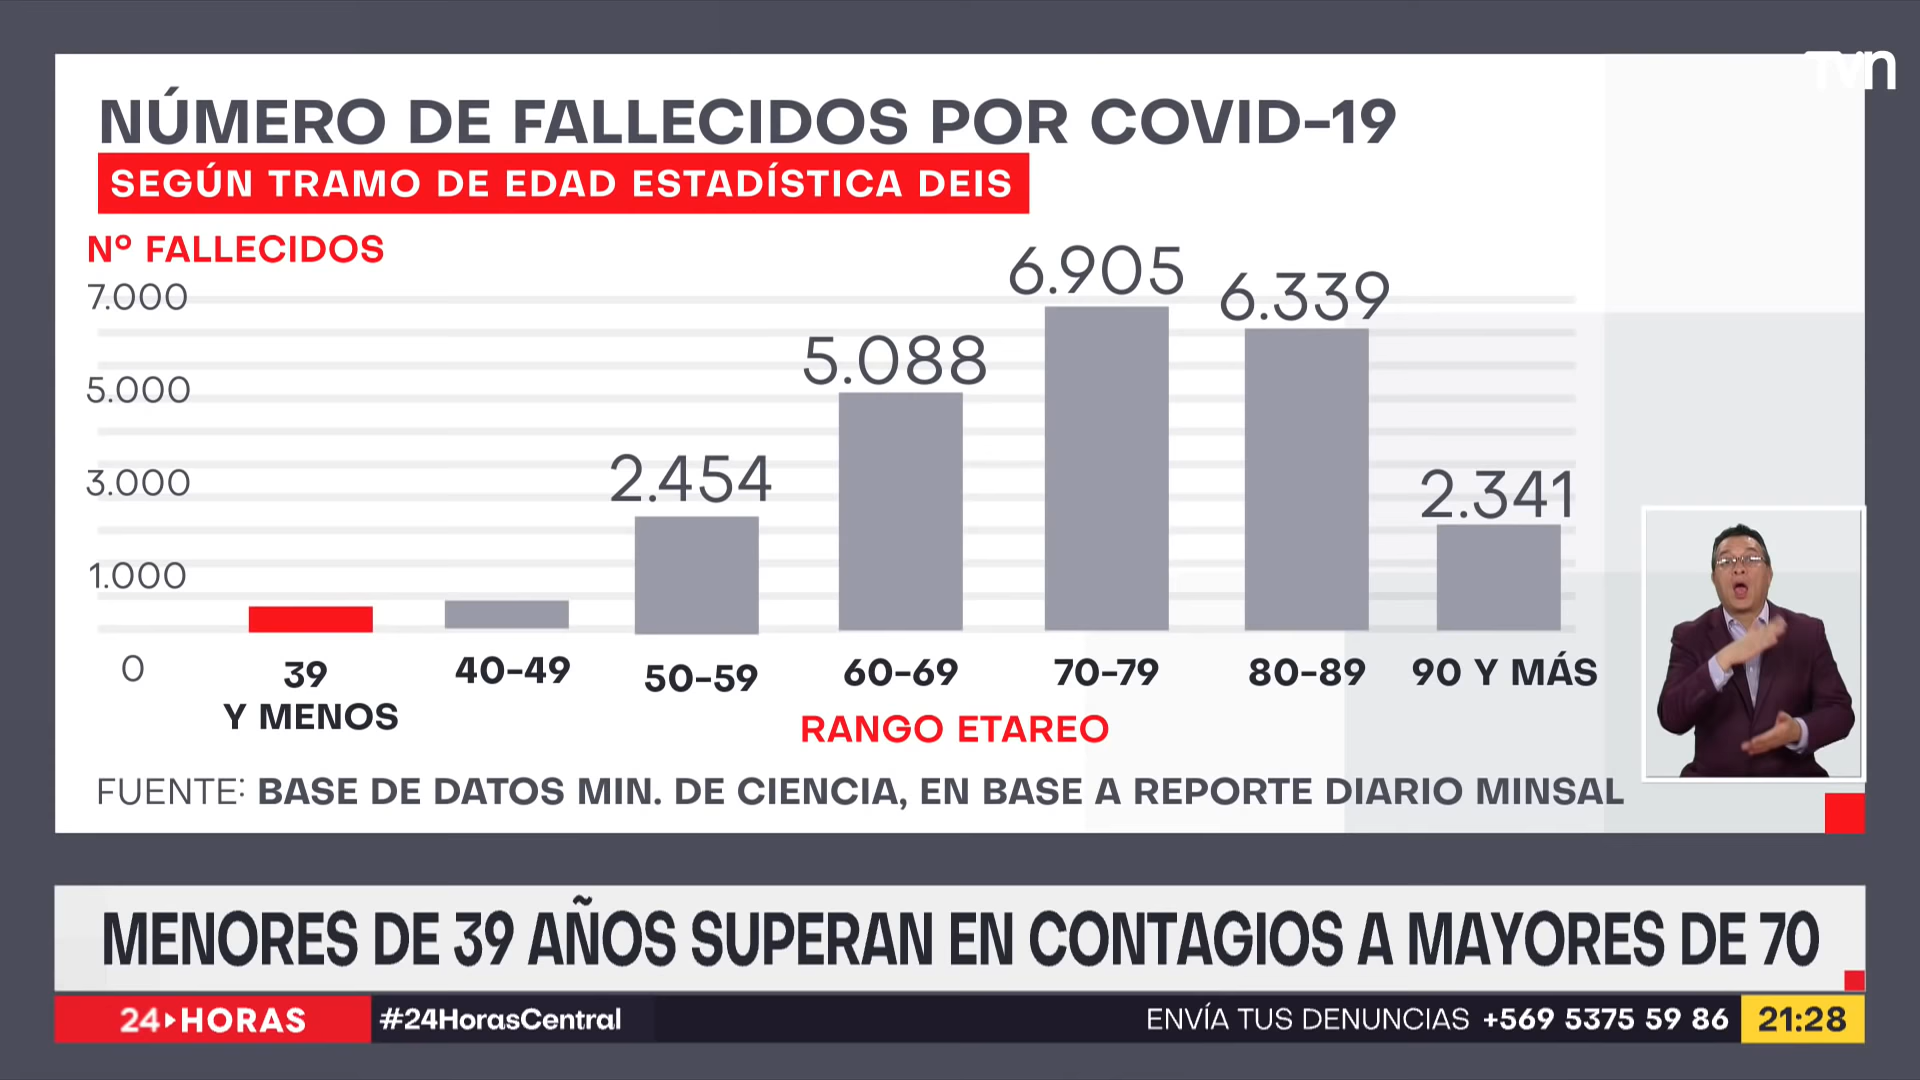 TVN
NÚMERO DE FALLECIDOS POR COVID-19
SEGÚN TRAMO DE EDAD ESTADÍSTICA DEIS
Nº FALLECIDOS
7.000
5.000
3.000
1.000
0
2.454
5.088
6.905
6.339
2.341
39
Y MENOS
40-49
50-59
60-69
70-79
80-89
90 Y MÁS
RANGO ETAREO
FUENTE: BASE DE DATOS MIN. DE CIENCIA, EN BASE A REPORTE DIARIO MINSAL
MENORES DE 39 AÑOS SUPERAN EN CONTAGIOS A MAYORES DE 70
24 HORAS
#24HorasCentral
ENVÍA TUS DENUNCIAS +569 5375 59 86
21:28